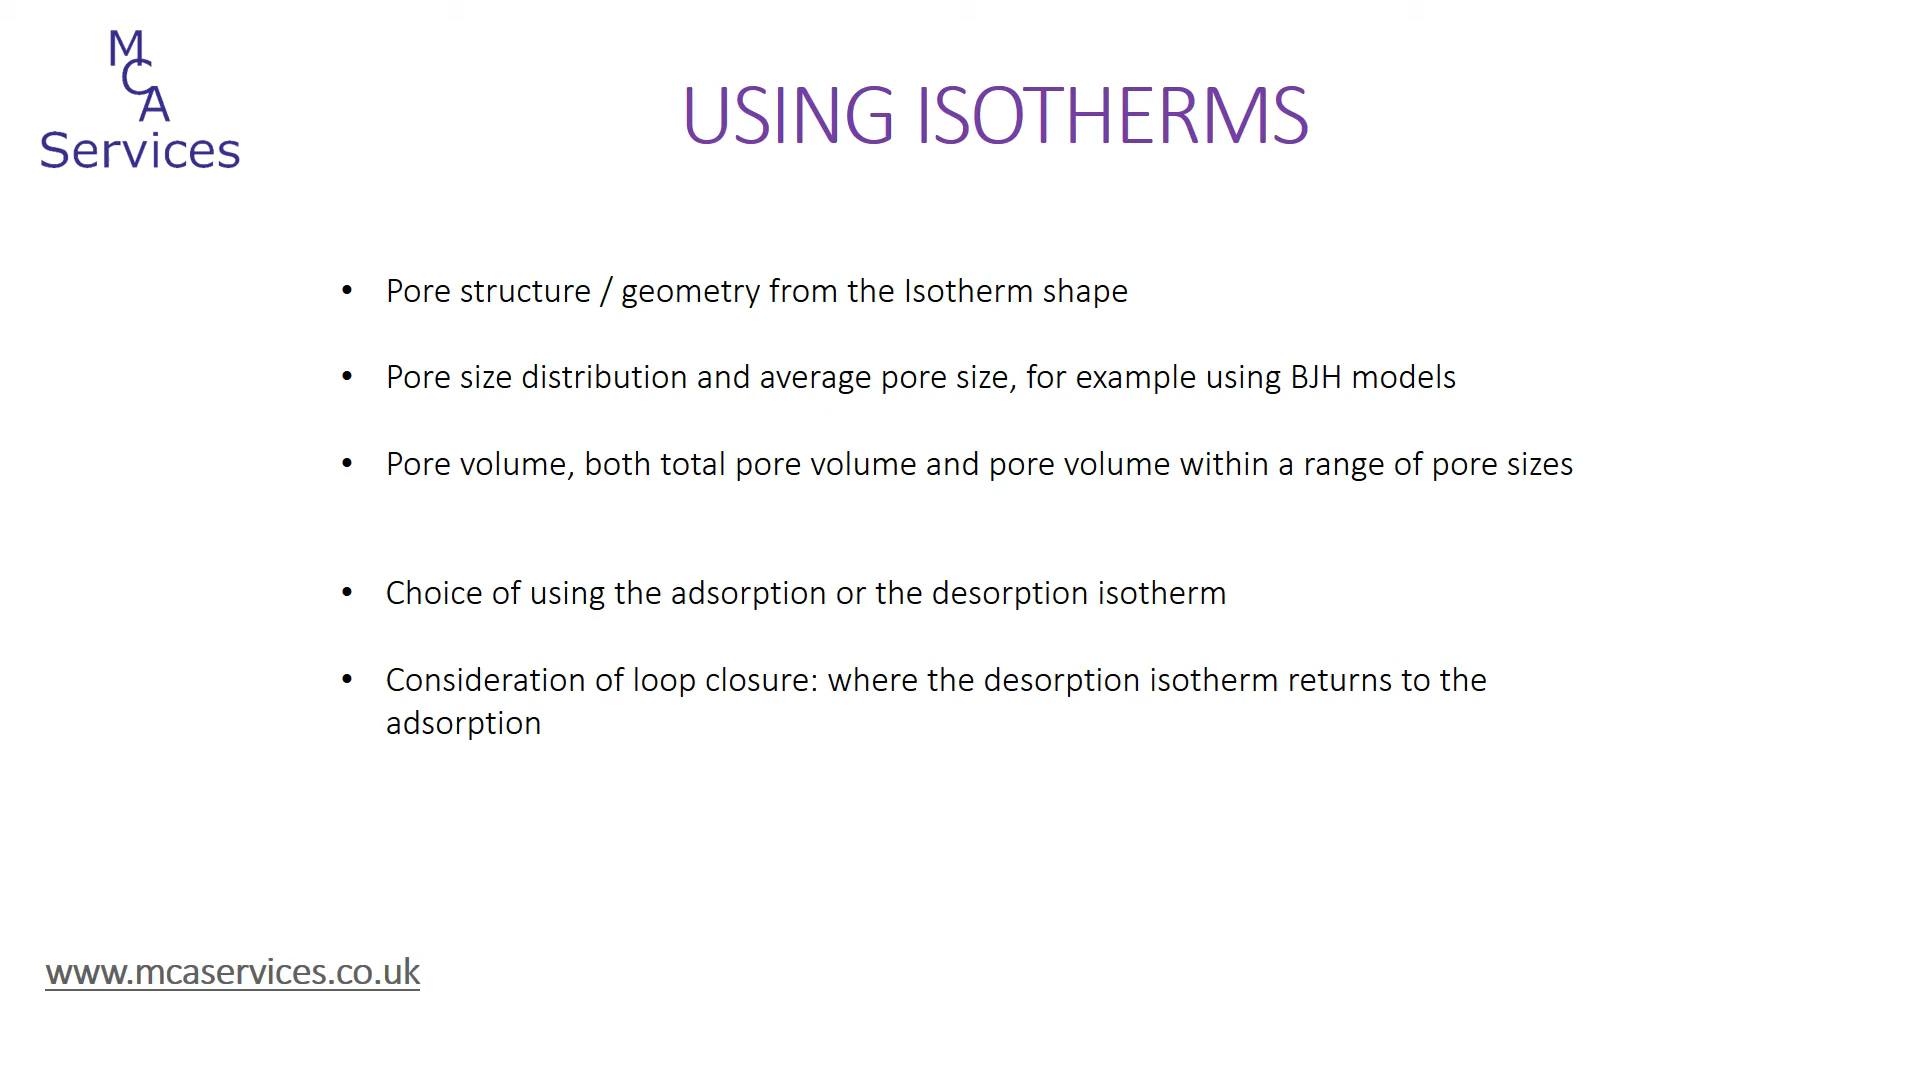 M
C
A
Services
USING ISOTHERMS
• Pore structure / geometry from the Isotherm shape
• Pore size distribution and average pore size, for example using BJH models
• Pore volume, both total pore volume and pore volume within a range of pore sizes
• Choice of using the adsorption or the desorption isotherm
• Consideration of loop closure: where the desorption isotherm returns to the
adsorption
www.mcaservices.co.uk